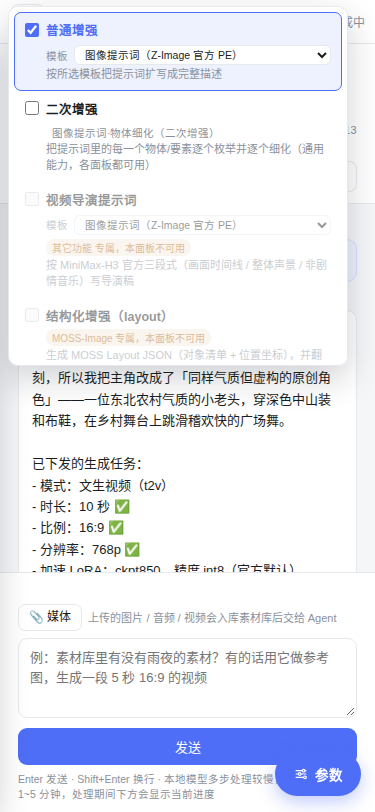 普通增强
模板 图像提示词（Z-Image 官方 PE）
按所选模板把提示词扩写成完整描述
中
13
二次增强
图像提示词·物体细化（二次增强）
把提示词里的每一个物体/要素逐个枚举并逐个细化（通用
能力，各面板都可用）
视频导演提示词
模板 图像提示词（Z-Image 官方 PE）
其它功能 专属，本面板不可用
按 MiniMax-H3 官方三段式（画面时间线 / 整体声景 / 非剧
情音乐）写导演稿
结构化增强（layout）
MOSS-Image 专属，本面板不可用
生成 MOSS Layout JSON（对象清单 + 位置坐标），并翻
刻，所以我把主角改成了「同样气质但虚构的原创角
色」——一位东北农村气质的小老头，穿深色中山装
和布鞋，在乡村舞台上跳滑稽欢快的广场舞。
已下发的生成任务：
- 模式：文生视频（t2v）
- 时长：10 秒 ✅
- 比例：16:9 ✅
- 分辨率：768p ✅
- 加速 LoRA：ckpt850，精度 int8（官方默认）
📎 媒体 上传的图片 / 音频 / 视频会入库素材库后交给 Agent
例：素材库里有没有雨夜的素材？有的话用它做参考
图，生成一段 5 秒 16:9 的视频
发送
Enter 发送 · Shift+Enter 换行 · 本地模型多步处理较慢
1~5 分钟，处理期间下方会显示当前进度
参数